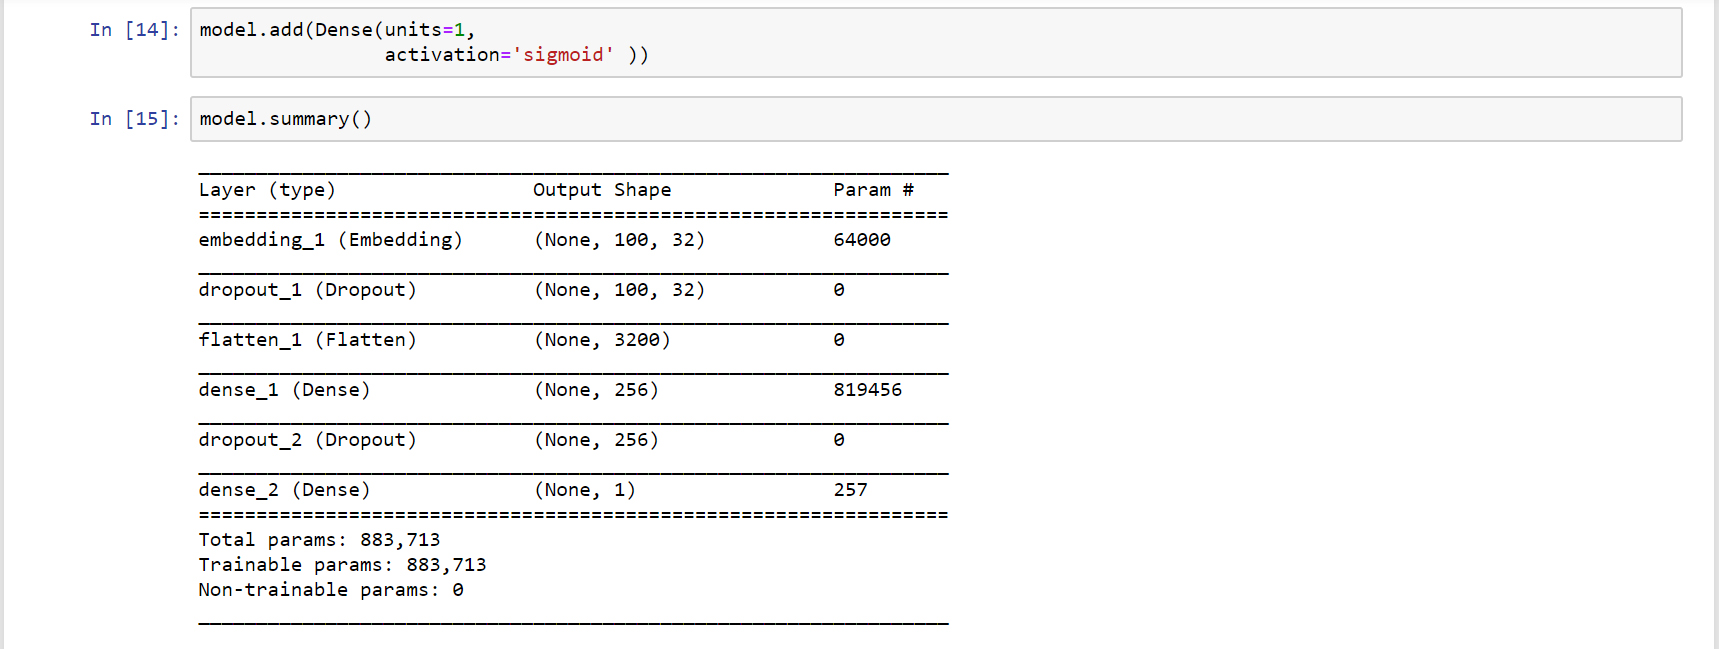 In [14]: model.add(Dense(units=1,
activation='sigmoid' ))
In [15]: model.summary()
_________________________________________________________________
Layer (type)                 Output Shape              Param #
=================================================================
embedding_1 (Embedding)      (None, 100, 32)           64000
_________________________________________________________________
dropout_1 (Dropout)          (None, 100, 32)           0
_________________________________________________________________
flatten_1 (Flatten)          (None, 3200)              0
_________________________________________________________________
dense_1 (Dense)              (None, 256)               819456
_________________________________________________________________
dropout_2 (Dropout)          (None, 256)               0
_________________________________________________________________
dense_2 (Dense)              (None, 1)                 257
=================================================================
Total params: 883,713
Trainable params: 883,713
Non-trainable params: 0
_________________________________________________________________